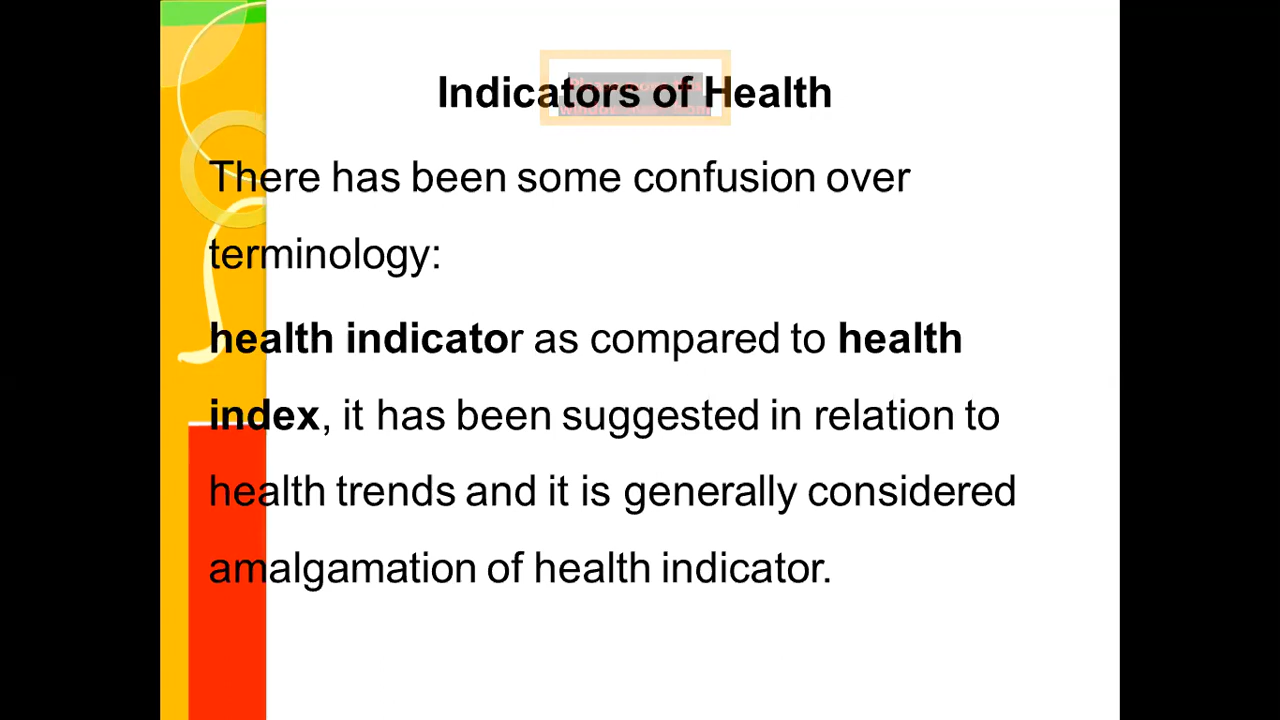 Indicators of Health
There has been some confusion over
terminology:
health indicator as compared to health
index, it has been suggested in relation to
health trends and it is generally considered
amalgamation of health indicator.